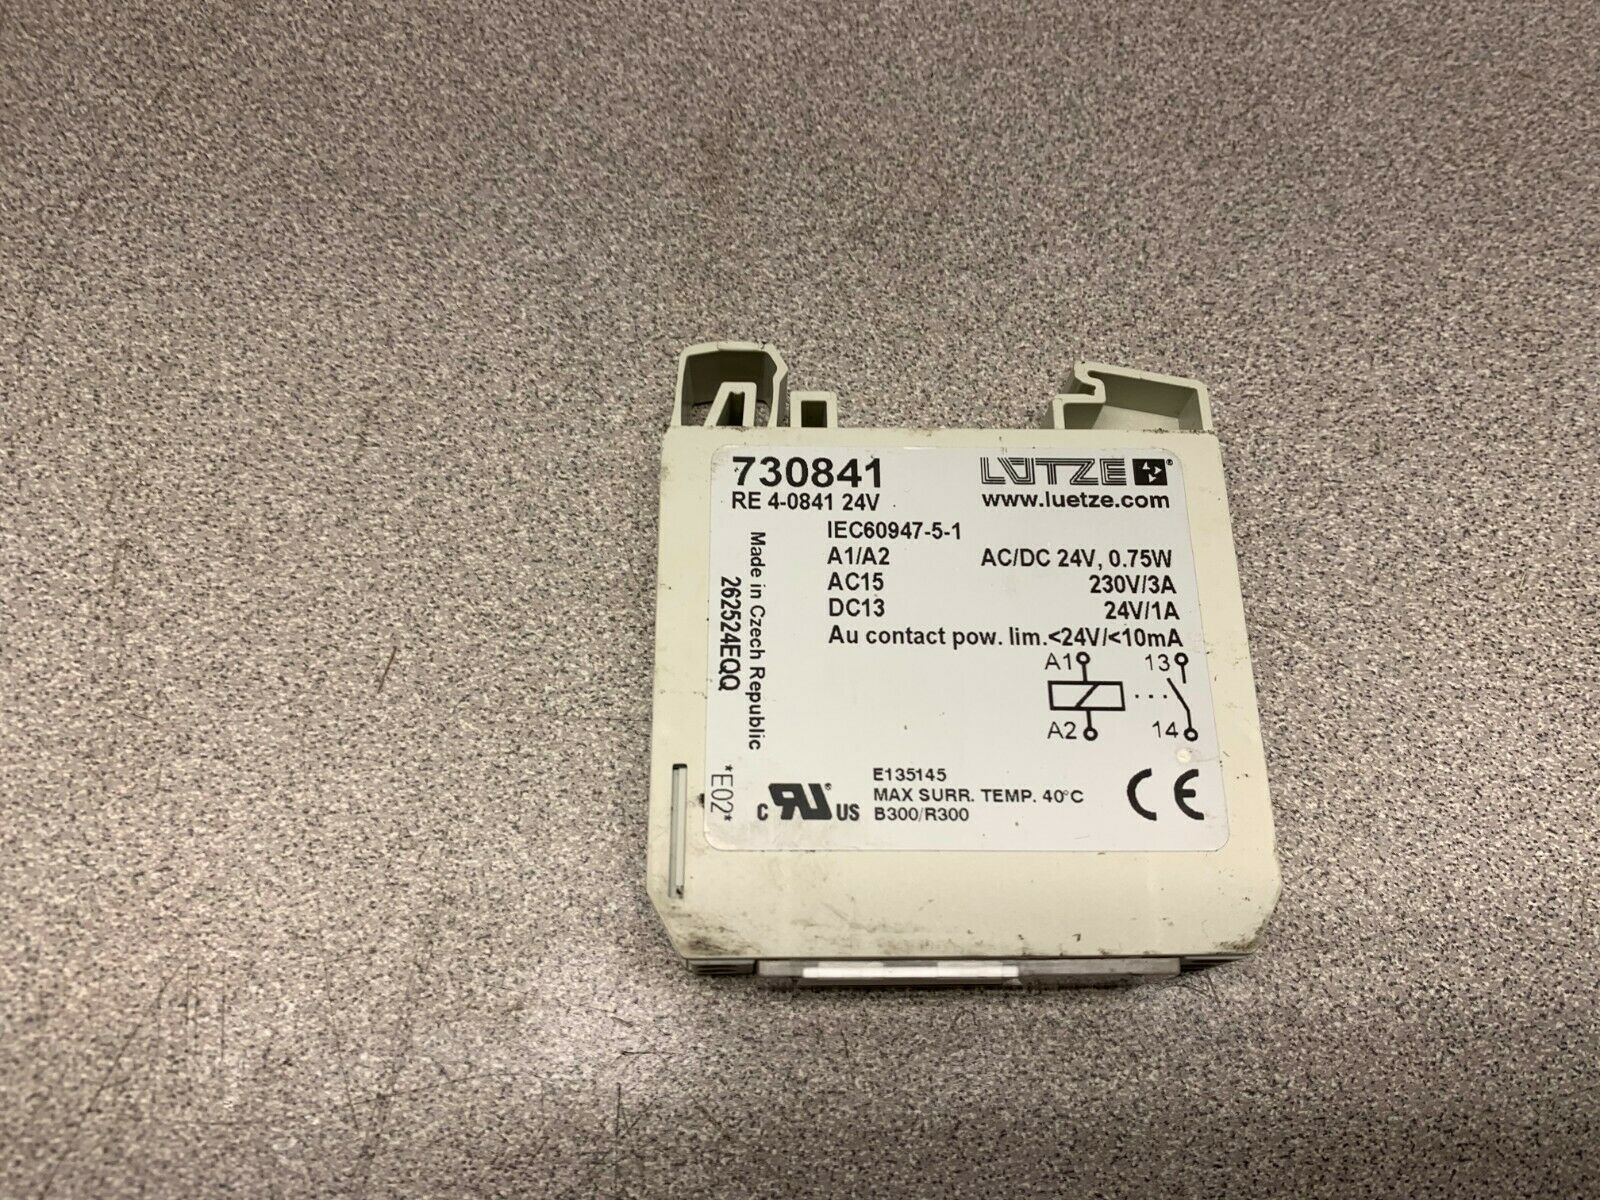 730841
LÜTZE ®
RE 4-0841 24V
www.luetze.com
IEC60947-5-1
A1/A2 AC/DC 24V, 0.75W
AC15 230V/3A
DC13 24V/1A
Au contact pow. lim.<24V/<10mA
A1 13
A2 14
Made in Czech Republic
262524EQQ
*E02*
c RU ® US
E135145
MAX SURR. TEMP. 40°C
B300/R300
CE